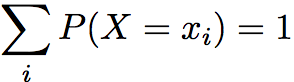 ∑_i P(X = x_i) = 1